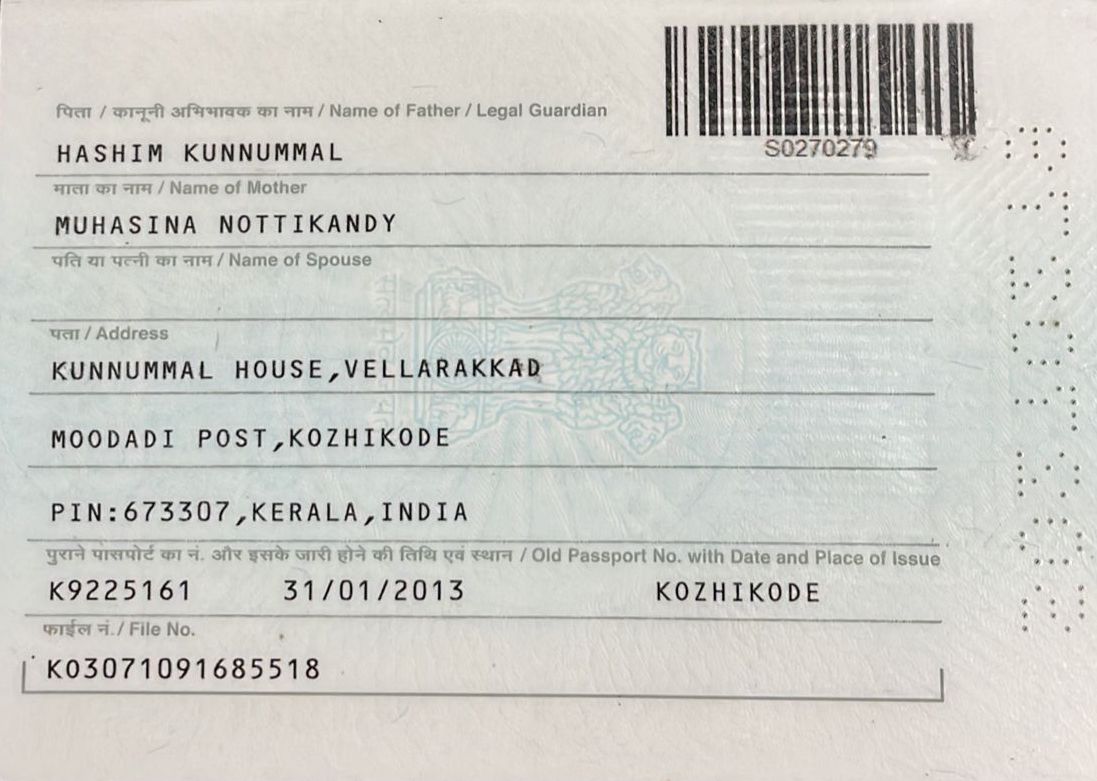 पिता / कानूनी अभिभावक का नाम / Name of Father / Legal Guardian
HASHIM KUNNUMMAL
S0270279
माता का नाम / Name of Mother
MUHASINA NOTTIKANDY
पति या पत्नी का नाम / Name of Spouse
पता / Address
KUNNUMMAL HOUSE,VELLARAKKAD
MOODADI POST,KOZHIKODE
PIN:673307,KERALA,INDIA
पुराने पासपोर्ट का नं. और इसके जारी होने की तिथि एवं स्थान / Old Passport No. with Date and Place of Issue
K9225161 31/01/2013 KOZHIKODE
फाईल नं./ File No.
K03071091685518